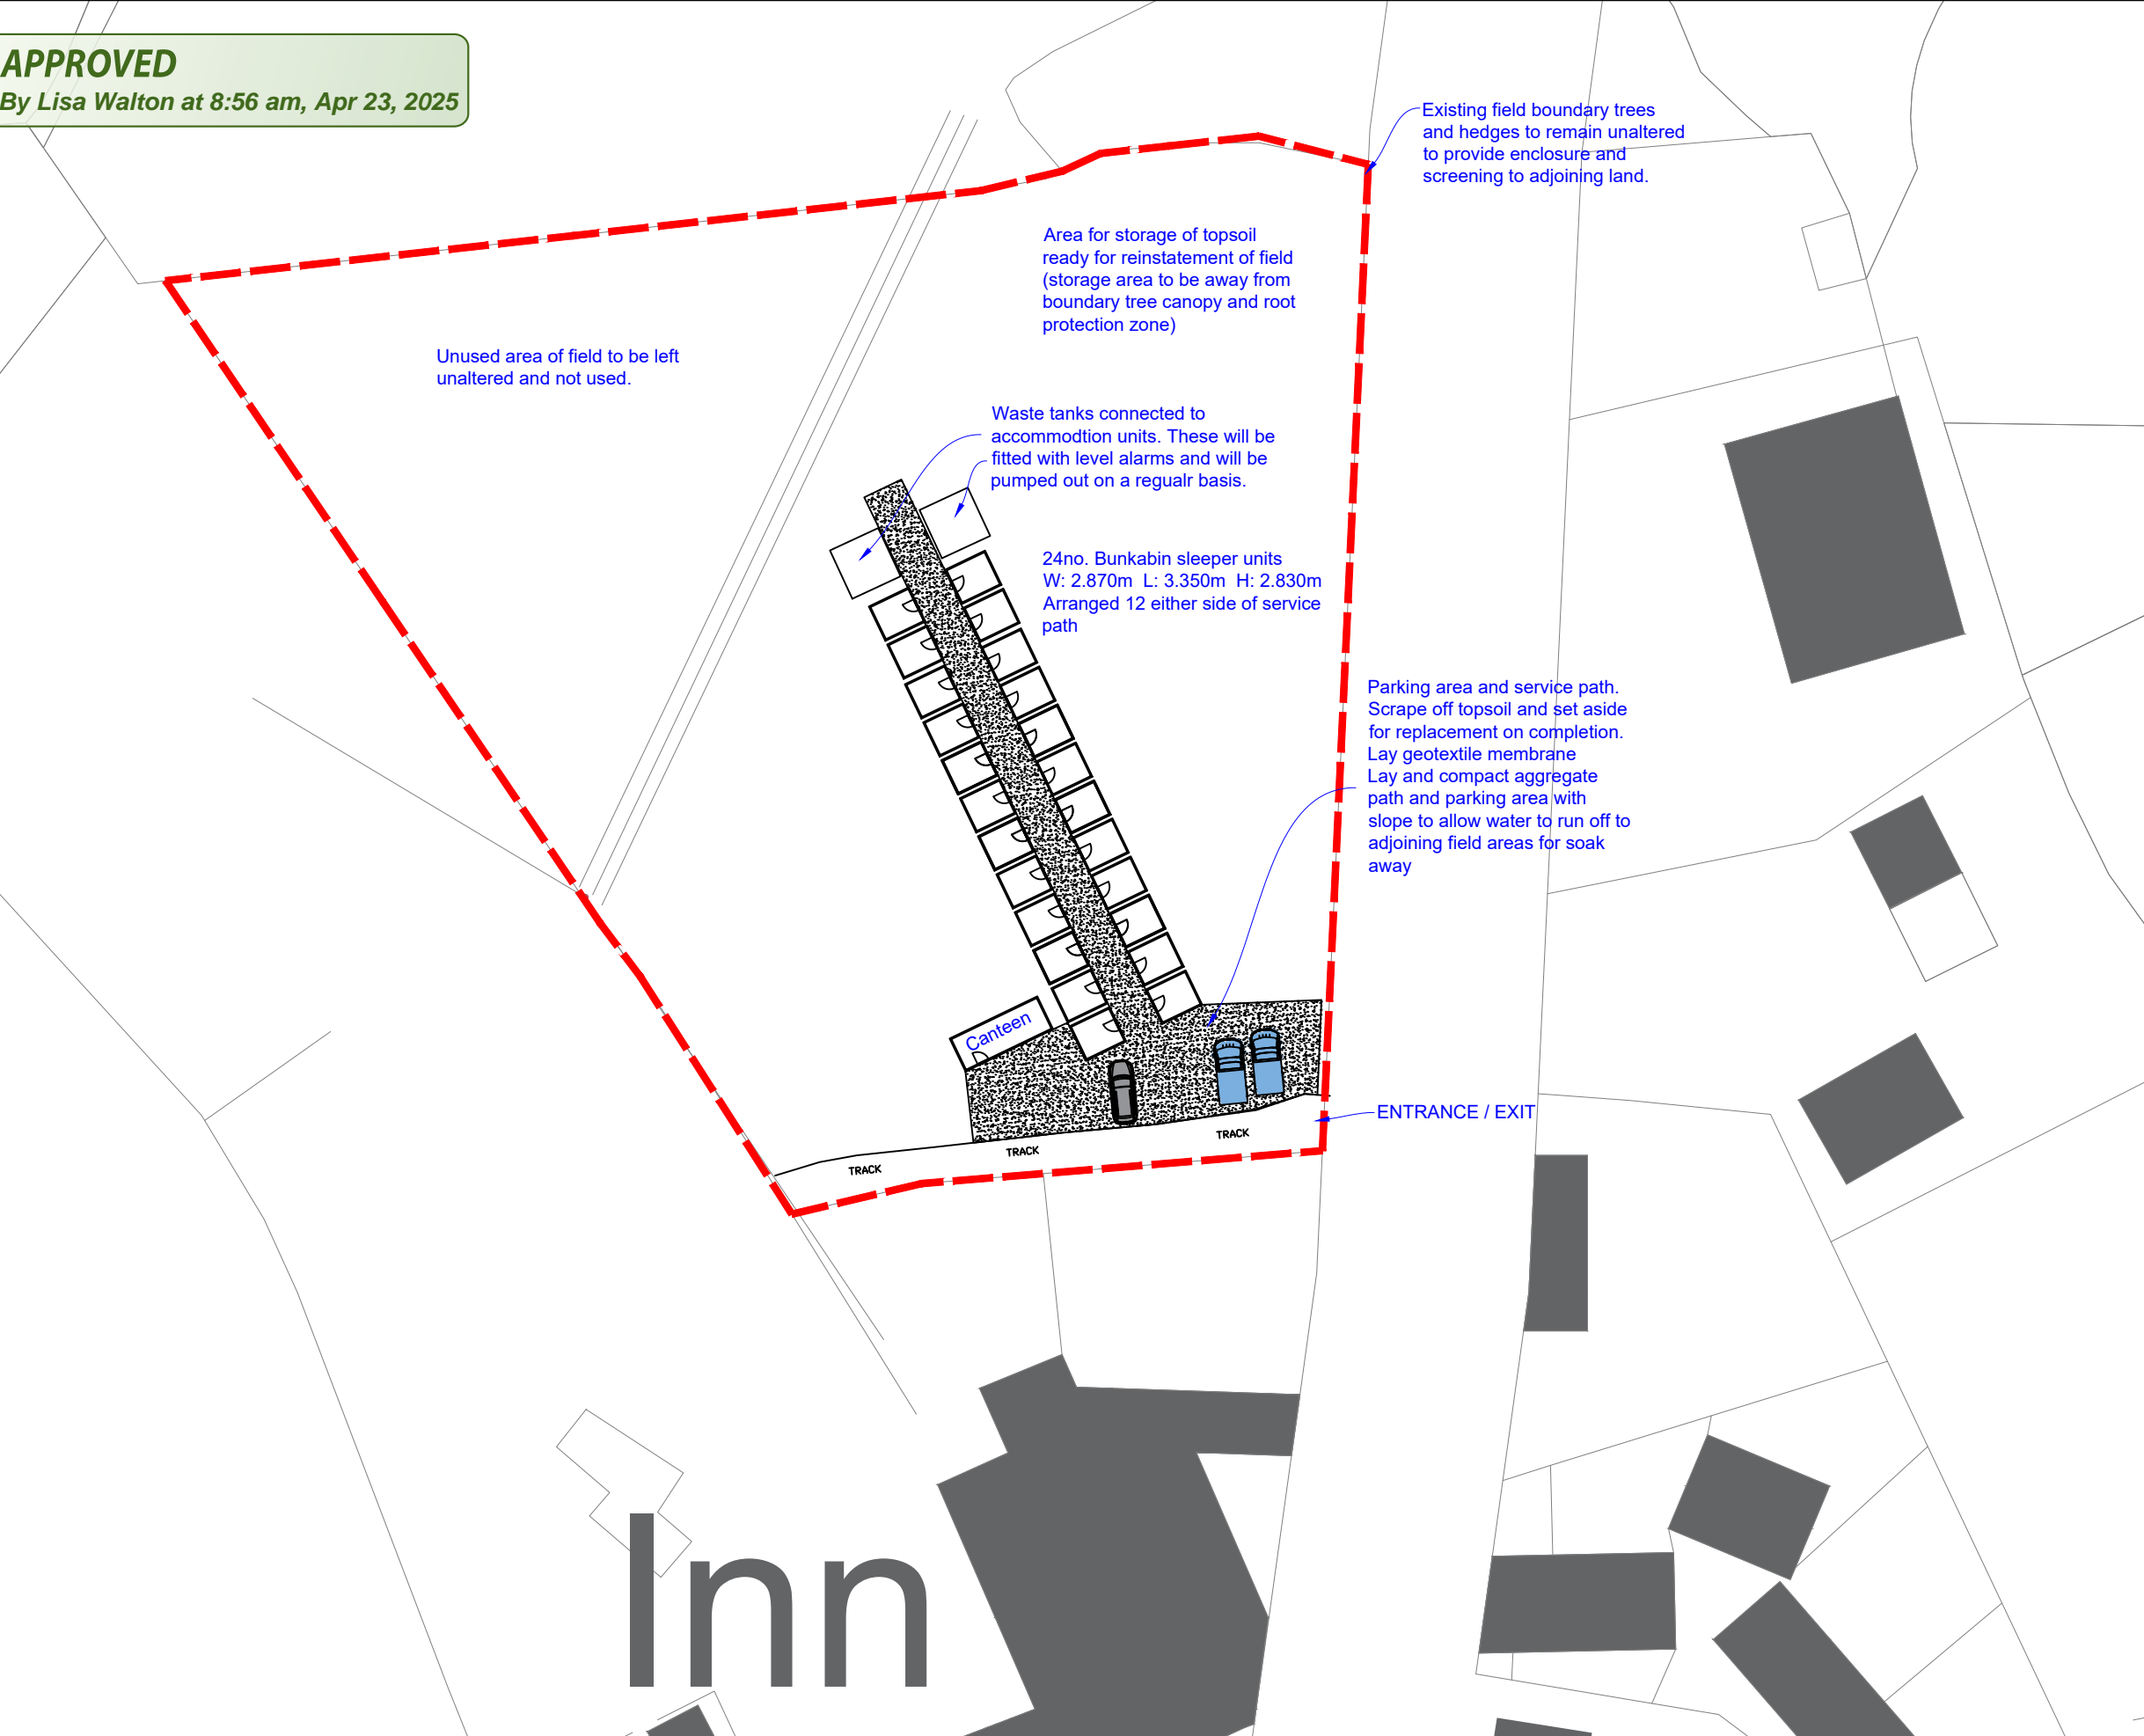 APPROVED
By Lisa Walton at 8:56 am, Apr 23, 2025
Existing field boundary trees
and hedges to remain unaltered
to provide enclosure and
screening to adjoining land.
Area for storage of topsoil
ready for reinstatement of field
(storage area to be away from
boundary tree canopy and root
protection zone)
Unused area of field to be left
unaltered and not used.
Waste tanks connected to
accommodtion units. These will be
fitted with level alarms and will be
pumped out on a regualr basis.
24no. Bunkabin sleeper units
W: 2.870m L: 3.350m H: 2.830m
Arranged 12 either side of service
path
Parking area and service path.
Scrape off topsoil and set aside
for replacement on completion.
Lay geotextile membrane
Lay and compact aggregate
path and parking area with
slope to allow water to run off to
adjoining field areas for soak
away
Canteen
ENTRANCE / EXIT
TRACK
TRACK
TRACK
Inn